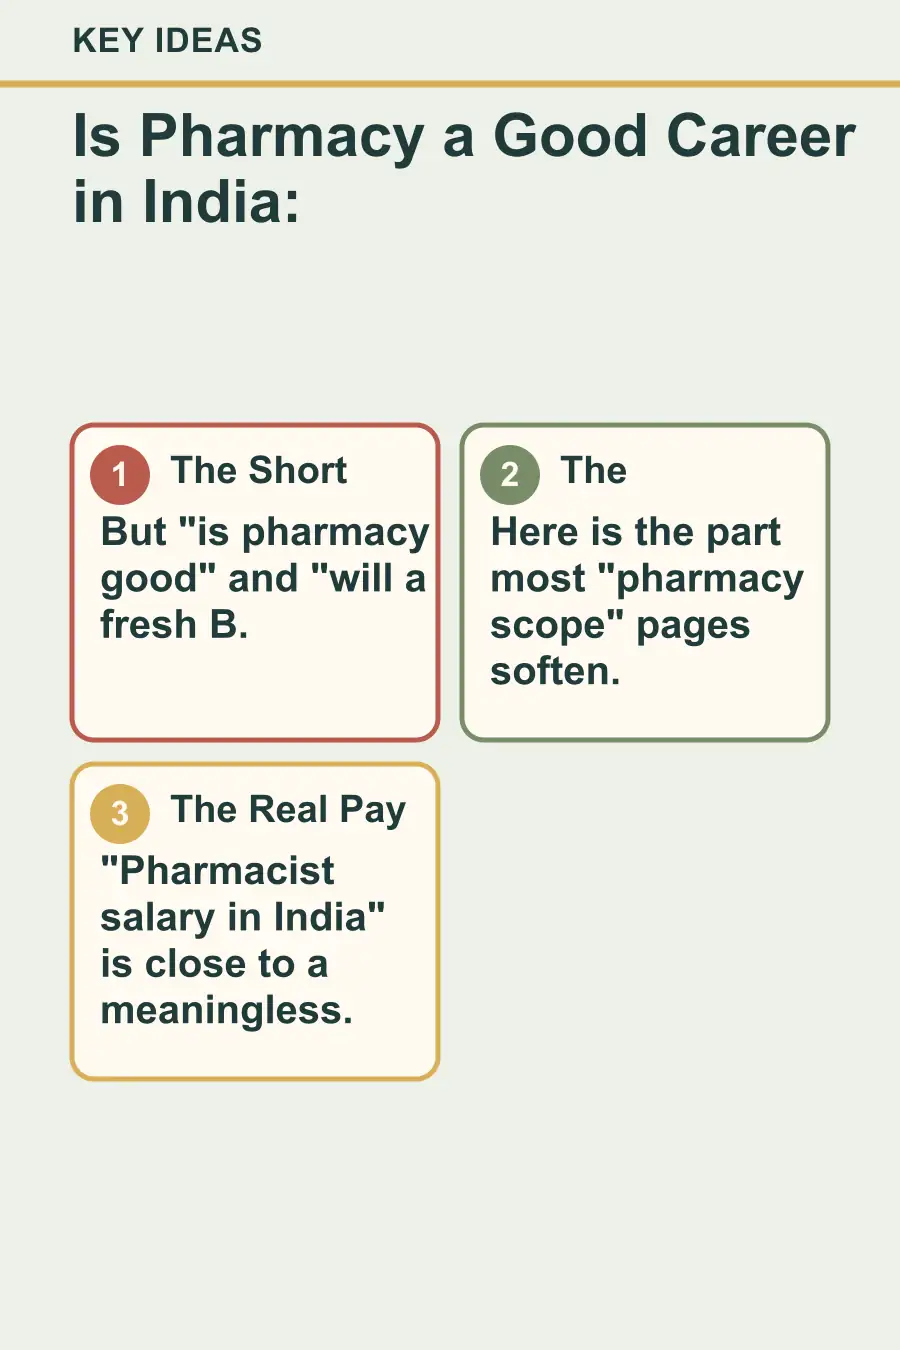 KEY IDEAS
Is Pharmacy a Good Career
in India:
1 The Short
But "is pharmacy
good" and "will a
fresh B.
2 The
Here is the part
most "pharmacy
scope" pages
soften.
3 The Real Pay
"Pharmacist
salary in India"
is close to a
meaningless.